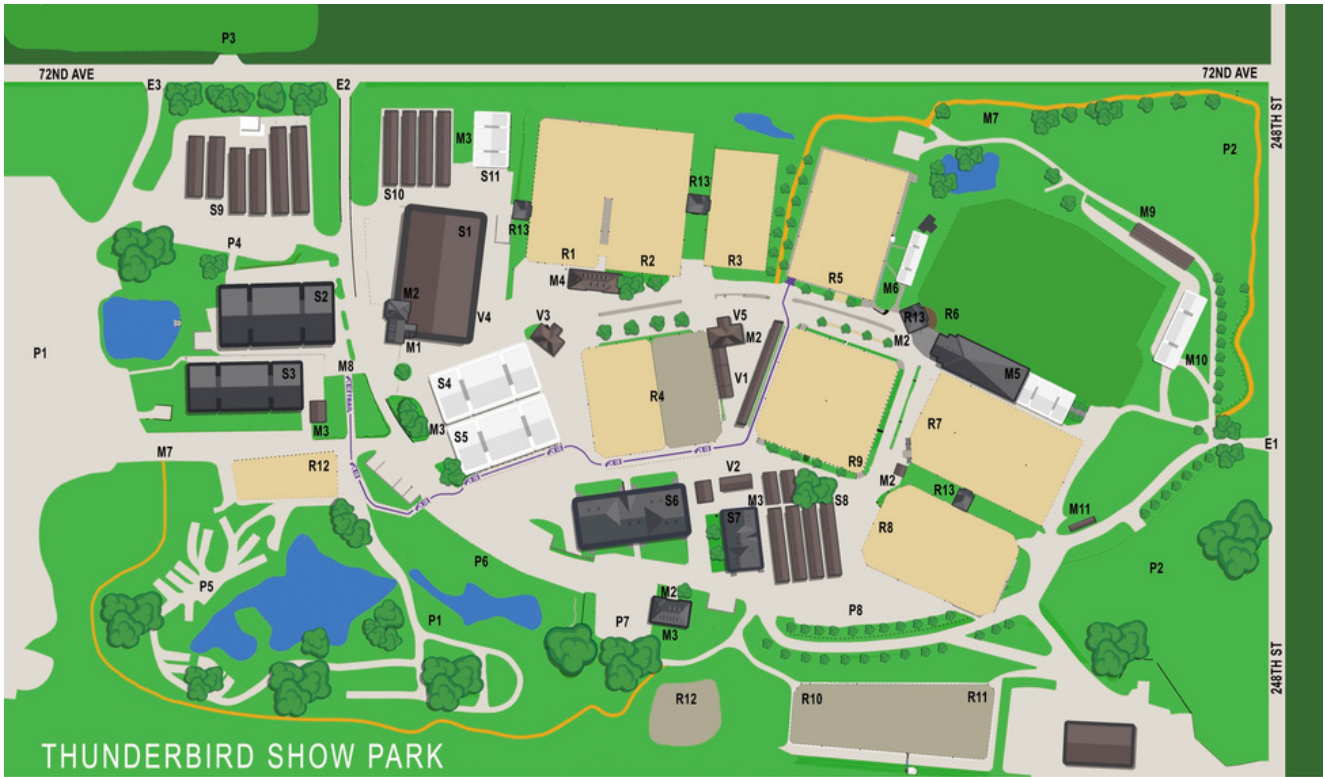 P3
72ND AVE
E3
E2
72ND AVE
248TH ST
M7
P2
M3
S11
S10
S9
R13
R13
M9
P4
S1
R13
R1
R2
R3
M4
R5
M6
S2
M2
V4
V3
V5
M2
R13
R6
M2
M1
M10
M8
S3
S4
V1
M5
TRAIL
R4
M3
M3
S5
R7
E1
M7
R12
R9
V2
M2
S6
M3
S8
R13
S7
M11
R8
P1
P6
P5
P2
M2
P8
P1
P7
M3
248TH ST
R12
R10
R11
THUNDERBIRD SHOW PARK